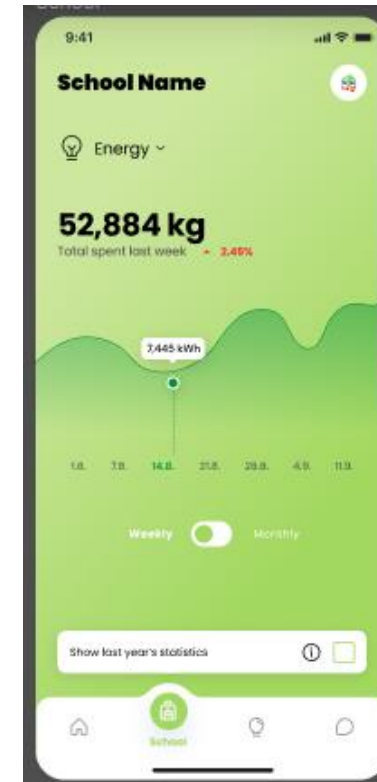 School
9:41
School Name
Energy
52,884 kg
Total spent last week 2,45%
7,445 kWh
1.8. 7.8. 14.8. 21.8. 28.8. 4.9. 11.9.
Weekly Monthly
Show last year's statistics
School